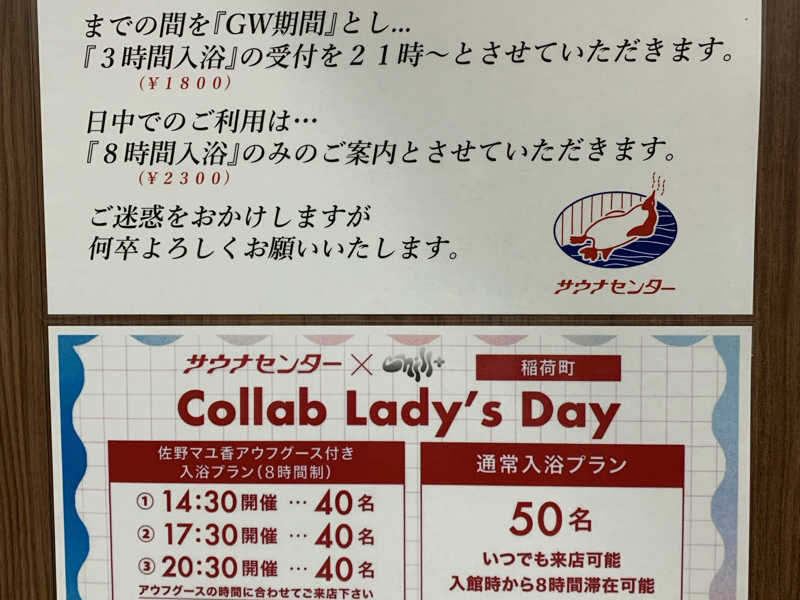 までの間を『GW期間』とし...
『3時間入浴』の受付を21時〜とさせていただきます。
(¥1800)
日中でのご利用は…
『8時間入浴』のみのご案内とさせていただきます。
(¥2300)
ご迷惑をおかけしますが
何卒よろしくお願いいたします。
サウナセンター
サウナセンター × chill+ 稲荷町
Collab Lady's Day
佐野マユ香アウフグース付き
入浴プラン(8時間制)
① 14:30開催 … 40名
② 17:30開催 … 40名
③ 20:30開催 … 40名
アウフグースの時間に合わせてご来店下さい
通常入浴プラン
50名
いつでも来店可能
入館時から8時間滞在可能